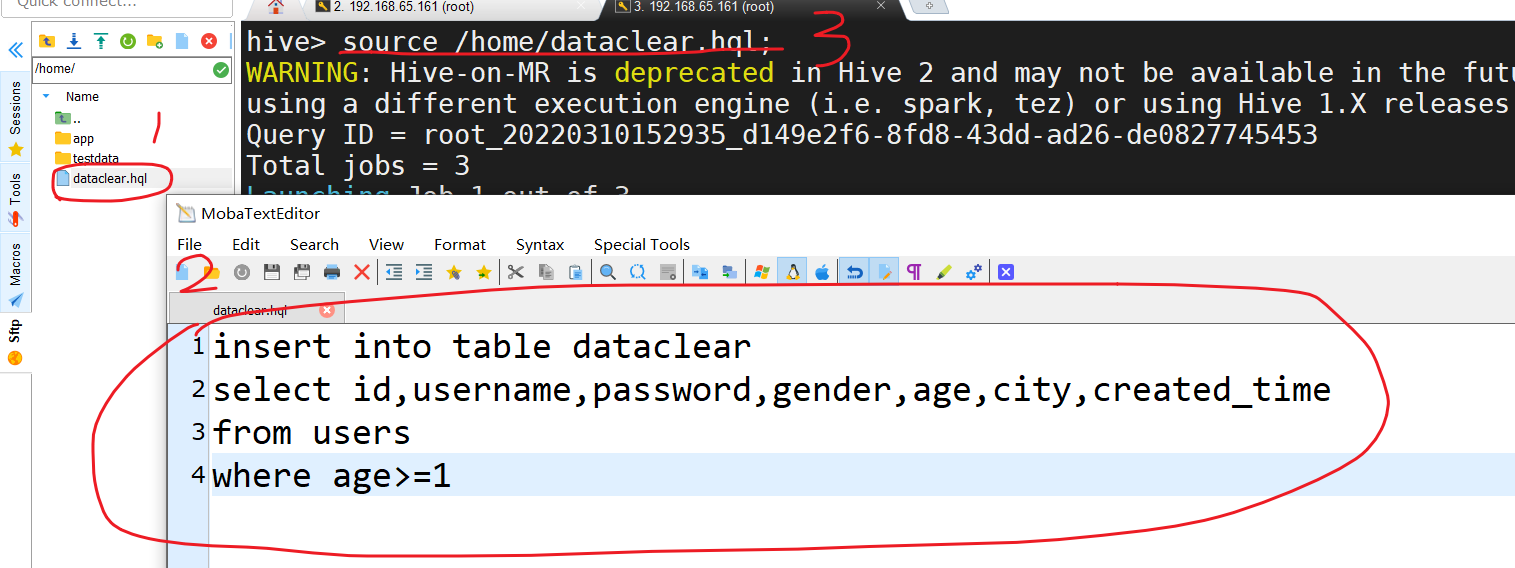 Quick connect...
2. 192.168.65.161 (root)
3. 192.168.65.161 (root)
/home/
Name
..
app
testdata
dataclear.hql
Sessions
Tools
Macros
Sftp
1
hive> source /home/dataclear.hql;
3
WARNING: Hive-on-MR is deprecated in Hive 2 and may not be available in the futu
using a different execution engine (i.e. spark, tez) or using Hive 1.X releases
Query ID = root_20220310152935_d149e2f6-8fd8-43dd-ad26-de0827745453
Total jobs = 3
Launching Job 1 out of 3
MobaTextEditor
File Edit Search View Format Syntax Special Tools
2
dataclear.hql
1 insert into table dataclear
2 select id,username,password,gender,age,city,created_time
3 from users
4 where age>=1